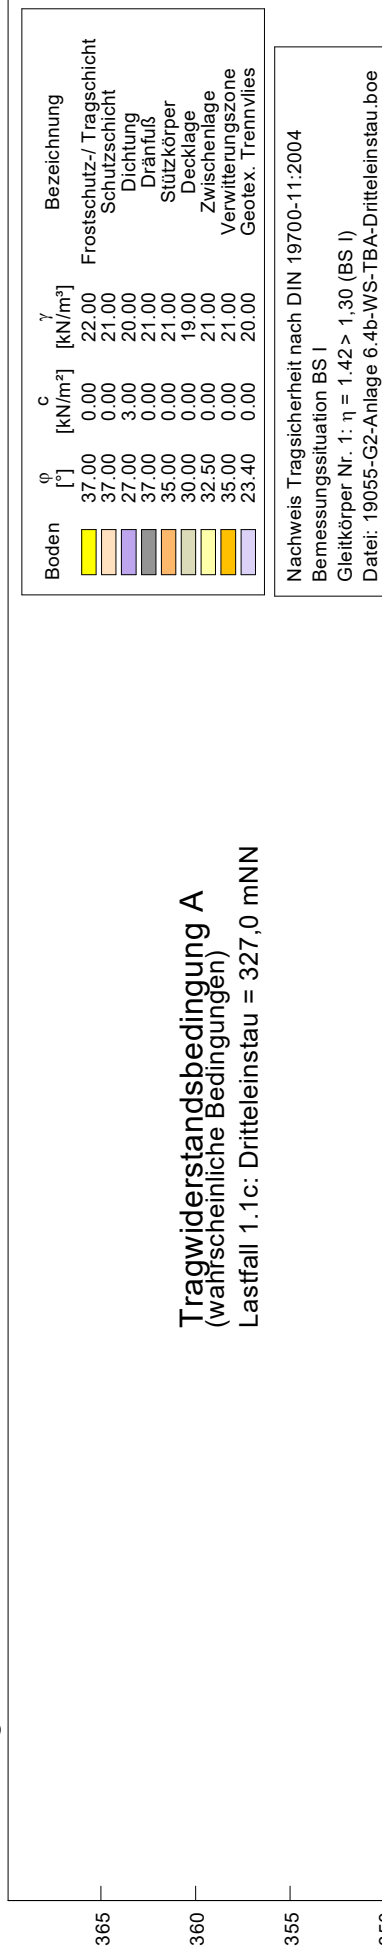 Boden φ [°] c [kN/m²] γ [kN/m³] Bezeichnung
37.00 0.00 22.00 Frostschutz-/ Tragschicht
37.00 0.00 21.00 Schutzschicht
27.00 3.00 20.00 Dichtung
37.00 0.00 21.00 Dränfuß
35.00 0.00 21.00 Stützkörper
30.00 0.00 19.00 Decklage
32.50 0.00 21.00 Zwischenlage
35.00 0.00 21.00 Verwitterungszone
23.40 0.00 20.00 Geotex. Trennvlies
Nachweis Tragsicherheit nach DIN 19700-11:2004
Bemessungssituation BS I
Gleitkörper Nr. 1: η = 1.42 > 1,30 (BS I)
Datei: 19055-G2-Anlage 6.4b-WS-TBA-Dritteleinstau.boe
Tragwiderstandsbedingung A
(wahrscheinliche Bedingungen)
Lastfall 1.1c: Dritteleinstau = 327,0 mNN
365
360
355